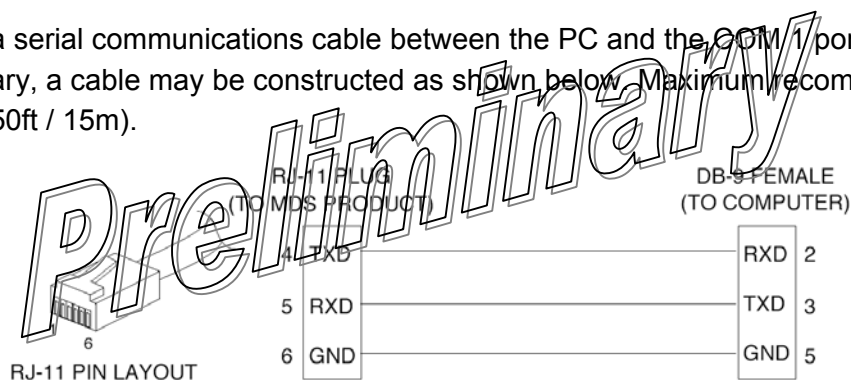 a serial communications cable between the PC and the COM 1 por
ary, a cable may be constructed as shown below. Maximum recom
50ft / 15m).
Preliminary
RJ-11 PLUG
(TO MDS PRODUCT)
DB-9 FEMALE
(TO COMPUTER)
4 TXD RXD 2
5 RXD TXD 3
6 GND GND 5
6
RJ-11 PIN LAYOUT